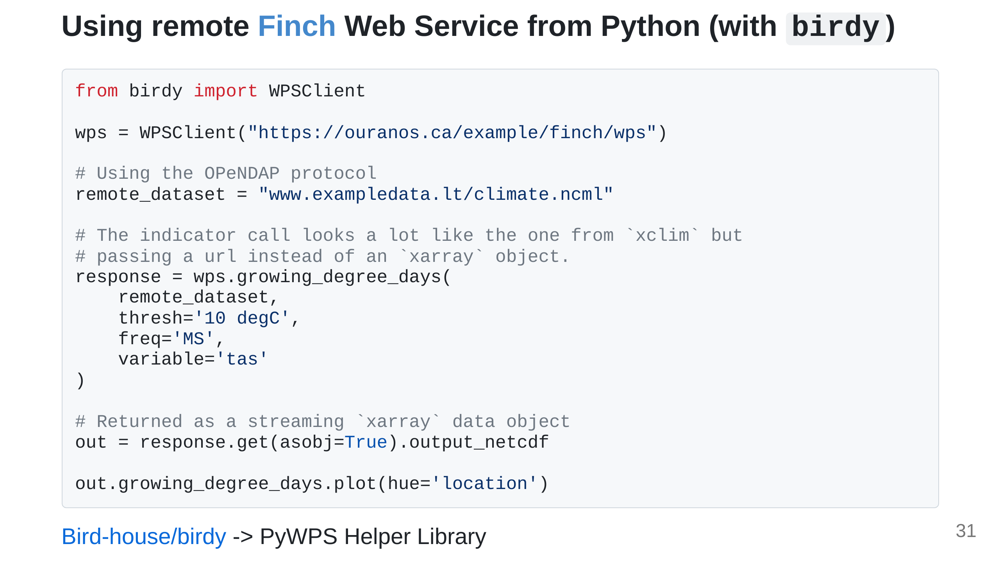 Using remote Finch Web Service from Python (with birdy)
from birdy import WPSClient
wps = WPSClient("https://ouranos.ca/example/finch/wps")
# Using the OPeNDAP protocol
remote_dataset = "www.exampledata.lt/climate.ncml"
# The indicator call looks a lot like the one from `xclim` but
# passing a url instead of an `xarray` object.
response = wps.growing_degree_days(
    remote_dataset,
    thresh='10 degC',
    freq='MS',
    variable='tas'
)
# Returned as a streaming `xarray` data object
out = response.get(asobj=True).output_netcdf
out.growing_degree_days.plot(hue='location')
Bird-house/birdy -> PyWPS Helper Library
31